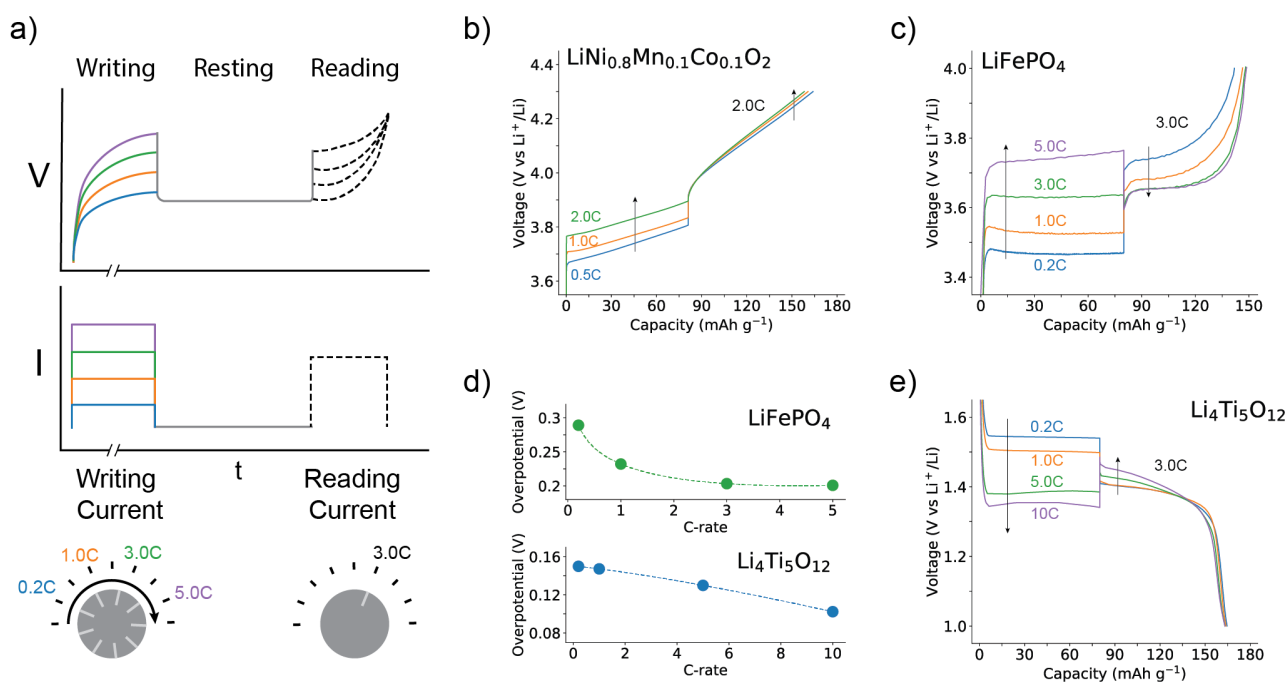 a)
Writing Resting Reading
V
I
t
Writing
Current
Reading
Current
0.2C 1.0C 3.0C 5.0C
3.0C
b)
LiNi₀.₈Mn₀.₁Co₀.₁O₂
2.0C
2.0C
1.0C
0.5C
4.4
4.2
4.0
3.8
3.6
Voltage (V vs Li⁺/Li)
0 30 60 90 120 150 180
Capacity (mAh g⁻¹)
c)
LiFePO₄
5.0C
3.0C
3.0C
1.0C
0.2C
4.0
3.8
3.6
3.4
Voltage (V vs Li⁺/Li)
0 30 60 90 120 150
Capacity (mAh g⁻¹)
d)
LiFePO₄
0.3
0.25
0.2
Overpotential (V)
0 1 2 3 4 5
C-rate
Li₄Ti₅O₁₂
0.16
0.12
0.08
Overpotential (V)
0 2 4 6 8 10
C-rate
e)
Li₄Ti₅O₁₂
0.2C
1.0C
3.0C
5.0C
10C
1.6
1.4
1.2
1.0
Voltage (V vs Li⁺/Li)
0 30 60 90 120 150 180
Capacity (mAh g⁻¹)